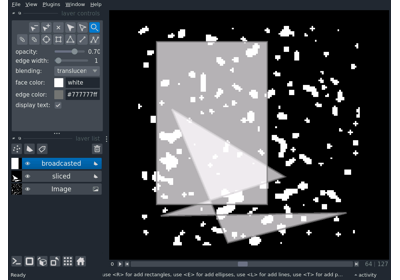 File View Plugins Window Help
layer controls
opacity: 0.70
edge width: 1
blending: translucen
face color: white
edge color: #777777ff
display text:
layer list
broadcasted
sliced
Image
64 127
Ready use <R> for add rectangles, use <E> for add ellipses, use <L> for add lines, use <T> for add p... activity